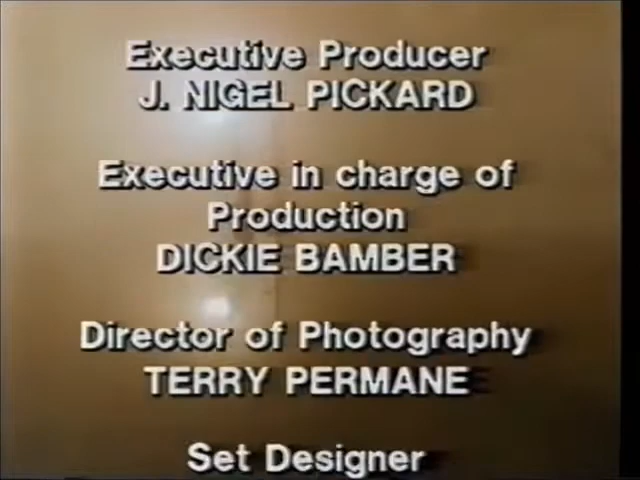 Executive Producer
J. NIGEL PICKARD
Executive in charge of
Production
DICKIE BAMBER
Director of Photography
TERRY PERMANE
Set Designer